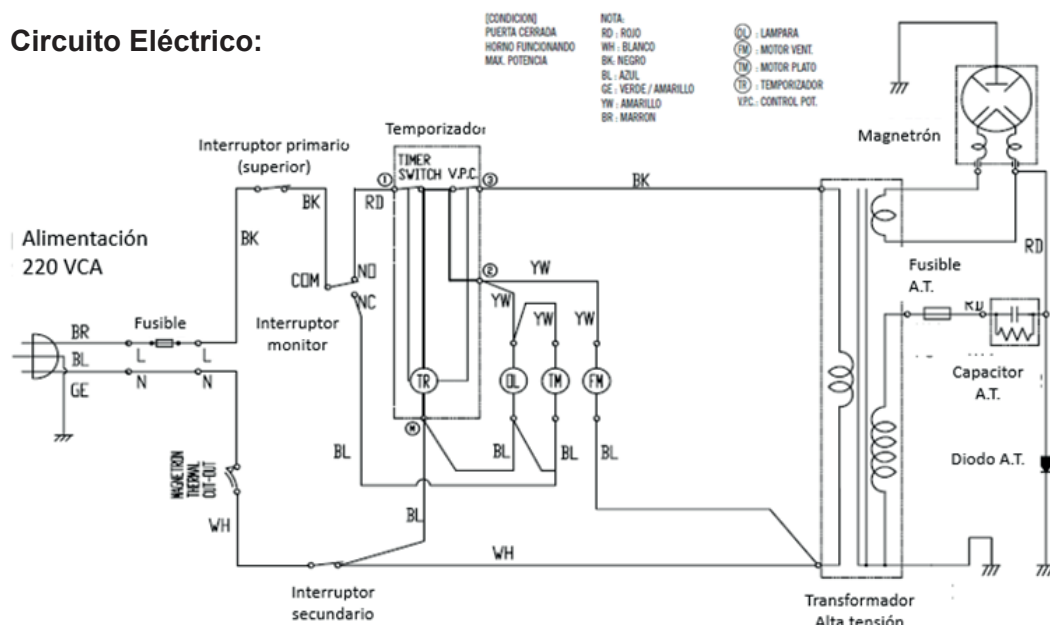 Circuito Eléctrico:
[CONDICION]
PUERTA CERRADA
HORNO FUNCIONANDO
MAX. POTENCIA
NOTA:
RD : ROJO
WH : BLANCO
BK: NEGRO
BL : AZUL
GE : VERDE / AMARILLO
YW : AMARILLO
BR : MARRON
OL : LAMPARA
FM : MOTOR VENT.
TM : MOTOR PLATO
TR : TEMPORIZADOR
V.P.C.: CONTROL POT.
Magnetrón
Temporizador
Interruptor primario
(superior)
TIMER
SWITCH V.P.C.
1
3
BK
RD
BK
BK
RD
Alimentación
220 VCA
COM
NO
NC
2
YW
YW
YW
YW
Interruptor
monitor
Fusible
A.T.
RD
Fusible
BR
L
L
BL
N
N
GE
TR
OL
TM
FM
Capacitor
A.T.
BL
BL
BL
BL
Diodo A.T.
MAGNETRON
THERMAL
CUT-OUT
WH
BL
WH
Interruptor
secundario
Transformador
Alta tensión